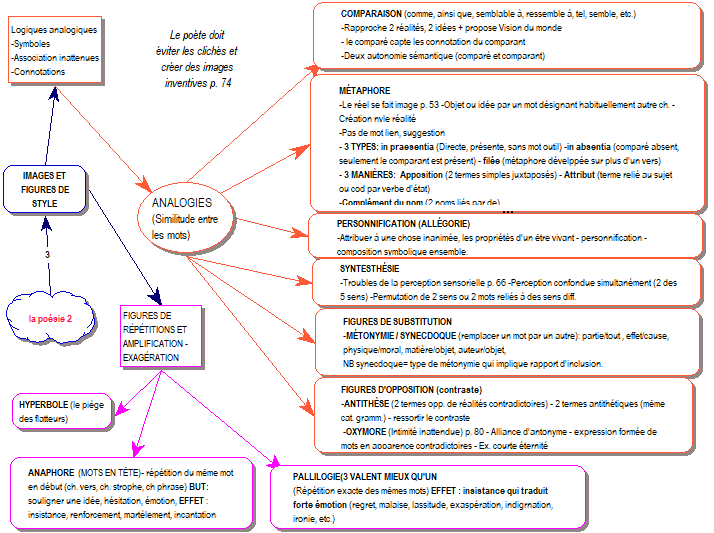 Logiques analogiques
-Symboles
-Association inattenues
-Connotations
Le poète doit
éviter les clichés et
créer des images
inventives p. 74
COMPARAISON (comme, ainsi que, semblable à, ressemble à, tel, semble, etc.)
-Rapproche 2 réalités, 2 idées + propose Vision du
monde
- le comparé capte les connotation du
comparant
-Deux autonomie sémantique (comparé et comparant)
MÉTAPHORE
-Le réel se fait image p. 53 -Objet ou idée par un mot désignant habituellement autre ch. -
Création nvle réalité
-Pas de mot lien, suggestion
- 3 TYPES: in praesentia (Directe, présente, sans mot outil) -in absentia (comparé absent,
seulement le comparant est présent) - filée (métaphore dévelppée sur plus d'un vers)
- 3 MANIÈRES: Apposition (2 termes simples juxtaposés) - Attribut (terme relié au sujet
ou cod par verbe d'état)
-Complément du nom (2 noms liés par de)
...
IMAGES ET
FIGURES DE
STYLE
ANALOGIES
(Similitude entre
les mots)
PERSONNIFICATION (ALLÉGORIE)
-Attribuer à une chose inanimée, les propriétés d'un être vivant - personnification -
composition symbolique ensemble.
3
SYNTESTHÉSIE
-Troubles de la perception sensorielle p. 66 -Perception confondue simultanément (2 des
5 sens) -Permutation de 2 sens ou 2 mots reliés à des sens diff.
la poésie 2
FIGURES DE
RÉPÉTITIONS ET
AMPLIFICATION -
EXAGÉRATION
FIGURES DE SUBSTITUTION
-MÉTONYMIE / SYNECDOQUE (remplacer un mot par un autre): partie/tout , effet/cause,
physique/moral, matière/objet, auteur/objet,
NB synecdoque= type de métonymie qui implique rapport d'inclusion.
FIGURES D'OPPOSITION (contraste)
-ANTITHÈSE (2 termes opp. de réalités contradictoires) - 2 termes antithétiques (même
cat. gramm.) - ressortir le contraste
-OXYMORE (Intimité inattendue) p. 80 - Alliance d'antonyme - expression formée de
mots en apparence contradictoires - Ex. courte éternité
HYPERBOLE (le piège
des flatteurs)
ANAPHORE (MOTS EN TÊTE)- répétition du même mot
en début (ch. vers, ch. strophe, ch phrase) BUT:
souligner une idée, hésitation, émotion, EFFET :
insistance, renforcement, martèlement, incantation
PALLILOGIE(3 VALENT MIEUX QU'UN
(Répétition exacte des mêmes mots) EFFET : insistance qui traduit
forte émotion (regret, malaise, lassitude, exaspération, indigrnation,
ironie, etc.)